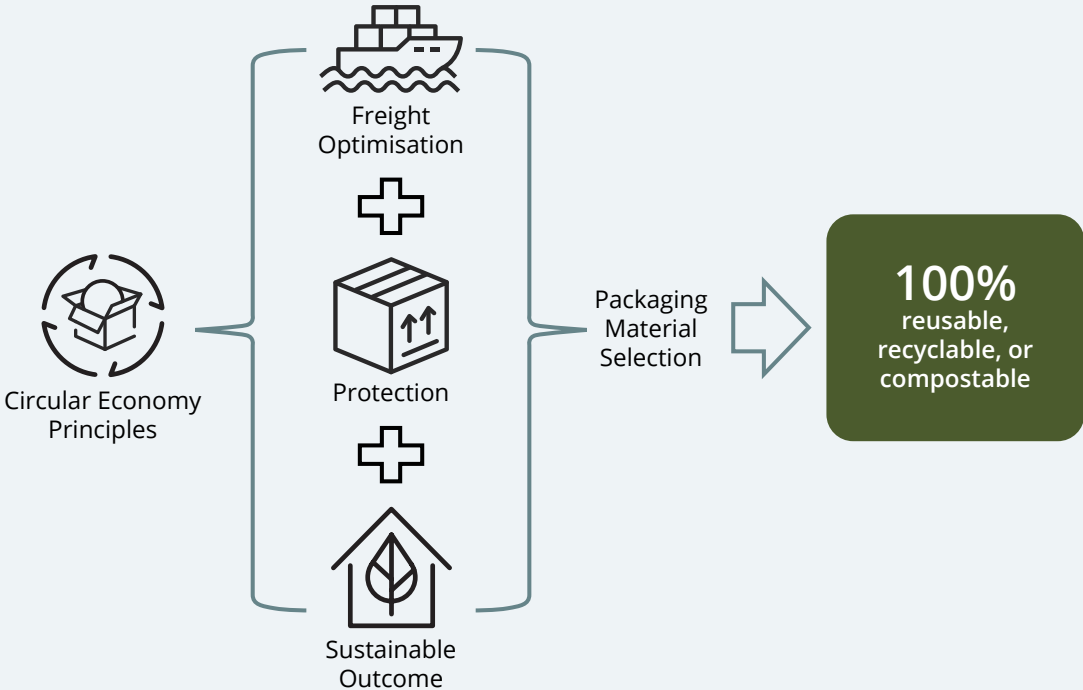 Freight
Optimisation
Circular Economy
Principles
Protection
Sustainable
Outcome
Packaging
Material
Selection
100%
reusable,
recyclable, or
compostable